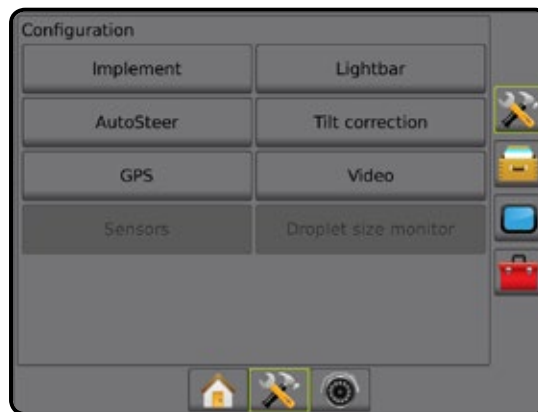 Configuration
Implement Lightbar
AutoSteer Tilt correction
GPS Video
Sensors Droplet size monitor